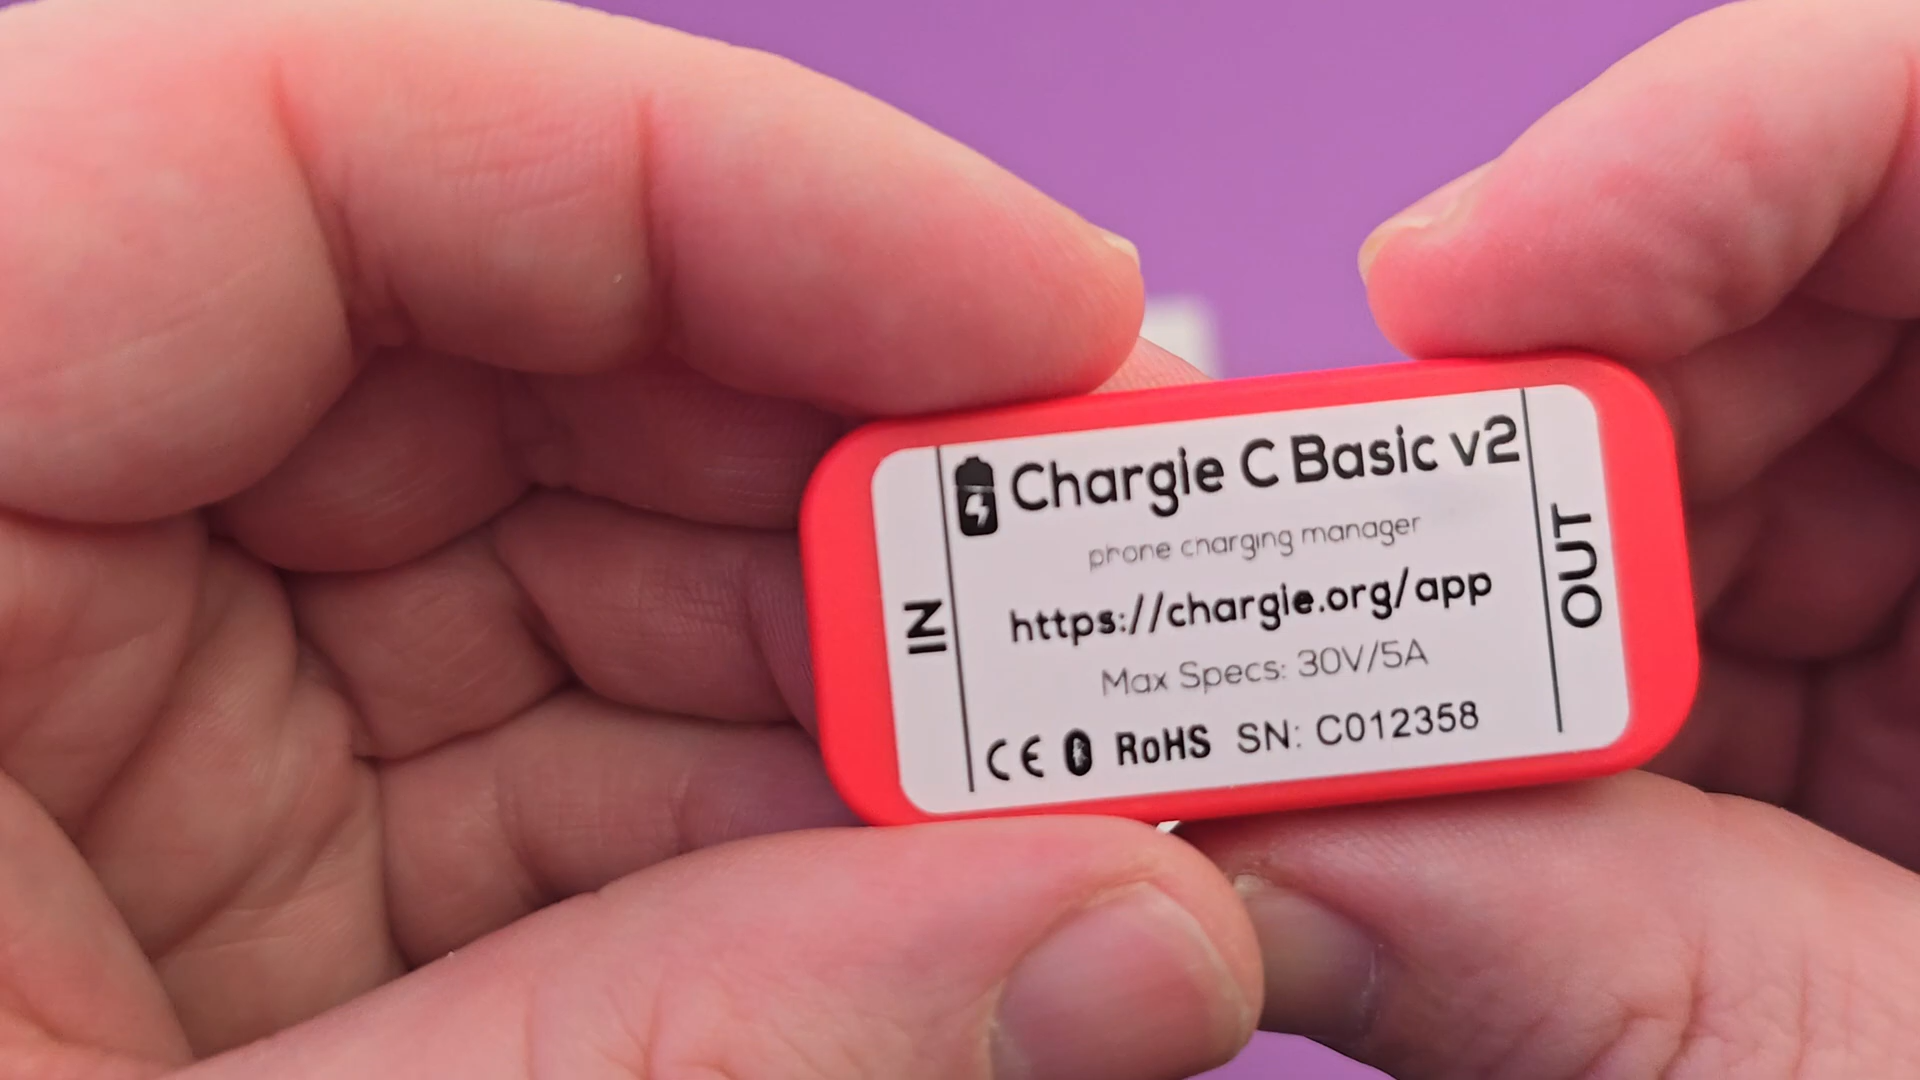 Chargie C Basic v2
phone charging manager
https://chargie.org/app
Max Specs: 30V/5A
CE RoHS SN: C012358
IN
OUT